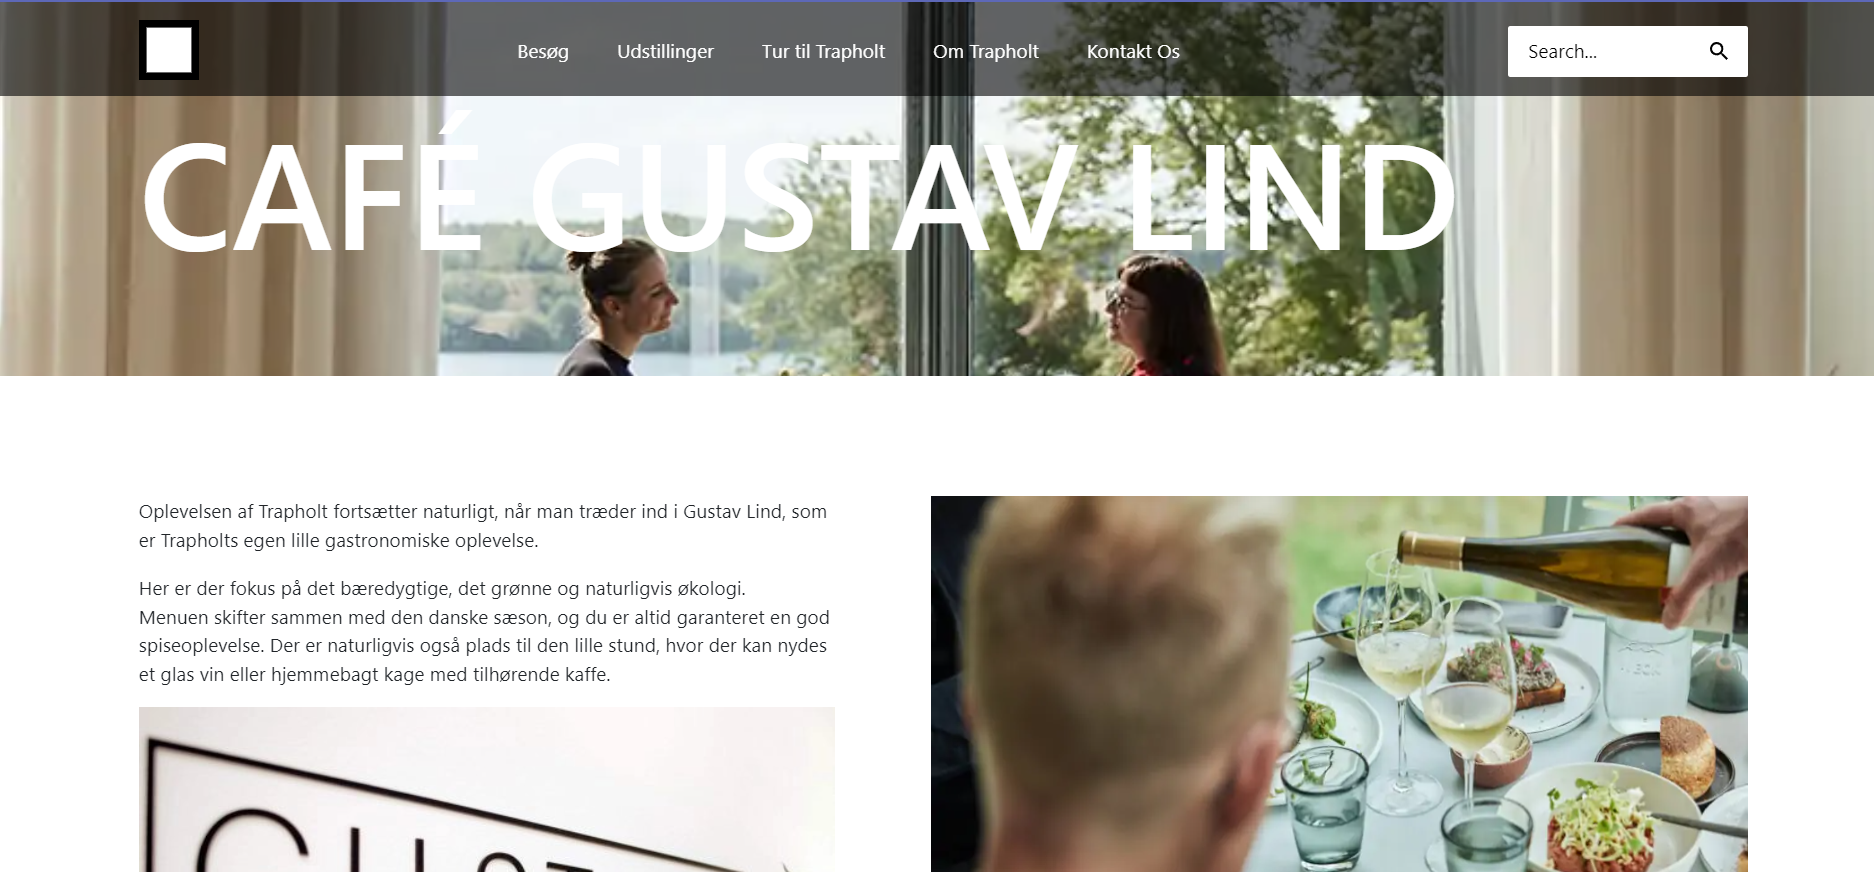 Besøg Udstillinger Tur til Trapholt Om Trapholt Kontakt Os Search...
CAFÉ GUSTAV LIND
Oplevelsen af Trapholt fortsætter naturligt, når man træder ind i Gustav Lind, som
er Trapholts egen lille gastronomiske oplevelse.
Her er der fokus på det bæredygtige, det grønne og naturligvis økologi.
Menuen skifter sammen med den danske sæson, og du er altid garanteret en god
spiseoplevelse. Der er naturligvis også plads til den lille stund, hvor der kan nydes
et glas vin eller hjemmebagt kage med tilhørende kaffe.